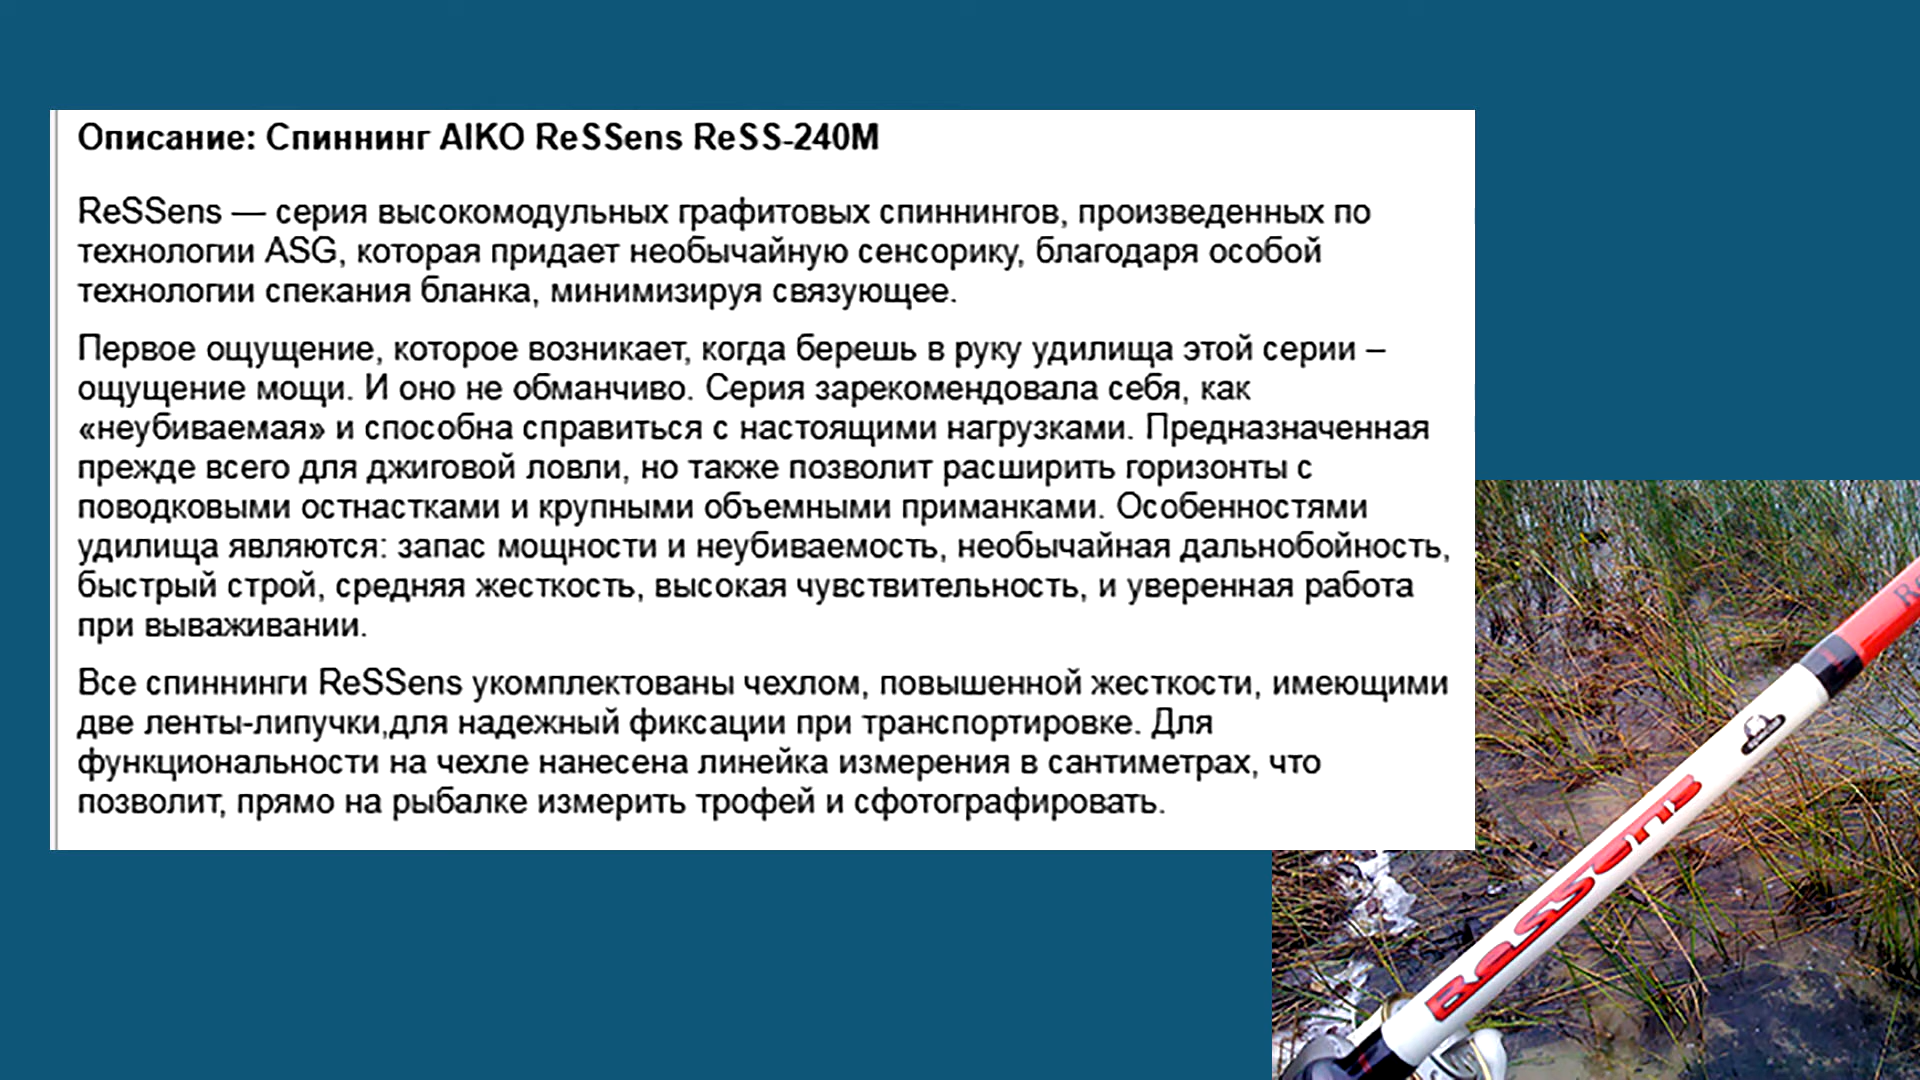 Описание: Спиннинг AIKO ReSSens ReSS-240M
ReSSens — серия высокомодульных графитовых спиннингов, произведенных по
технологии ASG, которая придает необычайную сенсорику, благодаря особой
технологии спекания бланка, минимизируя связующее.
Первое ощущение, которое возникает, когда берешь в руку удилища этой серии –
ощущение мощи. И оно не обманчиво. Серия зарекомендовала себя, как
«неубиваемая» и способна справиться с настоящими нагрузками. Предназначенная
прежде всего для джиговой ловли, но также позволит расширить горизонты с
поводковыми остнастками и крупными объемными приманками. Особенностями
удилища являются: запас мощности и неубиваемость, необычайная дальнобойность,
быстрый строй, средняя жесткость, высокая чувствительность, и уверенная работа
при вываживании.
Все спиннинги ReSSens укомплектованы чехлом, повышенной жесткости, имеющими
две ленты-липучки,для надежный фиксации при транспортировке. Для
функциональности на чехле нанесена линейка измерения в сантиметрах, что
позволит, прямо на рыбалке измерить трофей и сфотографировать.
ReSSens